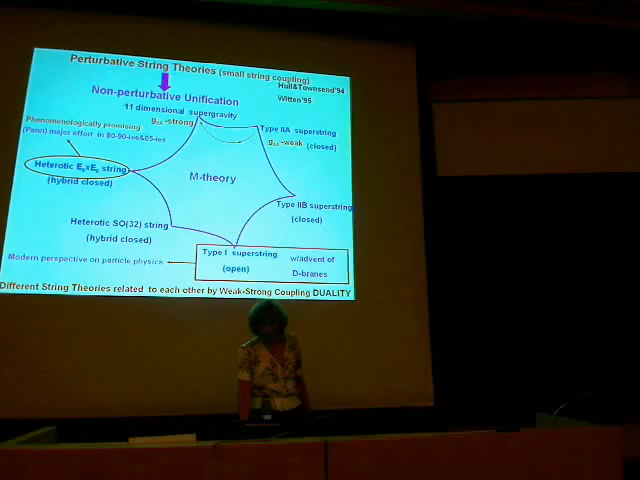 Perturbative String Theories (small string coupling)
Hull&Townsend'94
Non-perturbative Unification
Witten'95
11 dimensional supergravity
Phenomenologically promising
gIIA -strong
Type IIA superstring
(Penn) major effort in 80-90-ies&05-ies
gIIA -weak (closed)
Heterotic E8xE8 string
(hybrid closed)
M-theory
Type IIB superstring
(closed)
Heterotic SO(32) string
(hybrid closed)
Type I superstring w/advent of
Modern perspective on particle physics
(open) D-branes
Different String Theories related to each other by Weak-Strong Coupling DUALITY